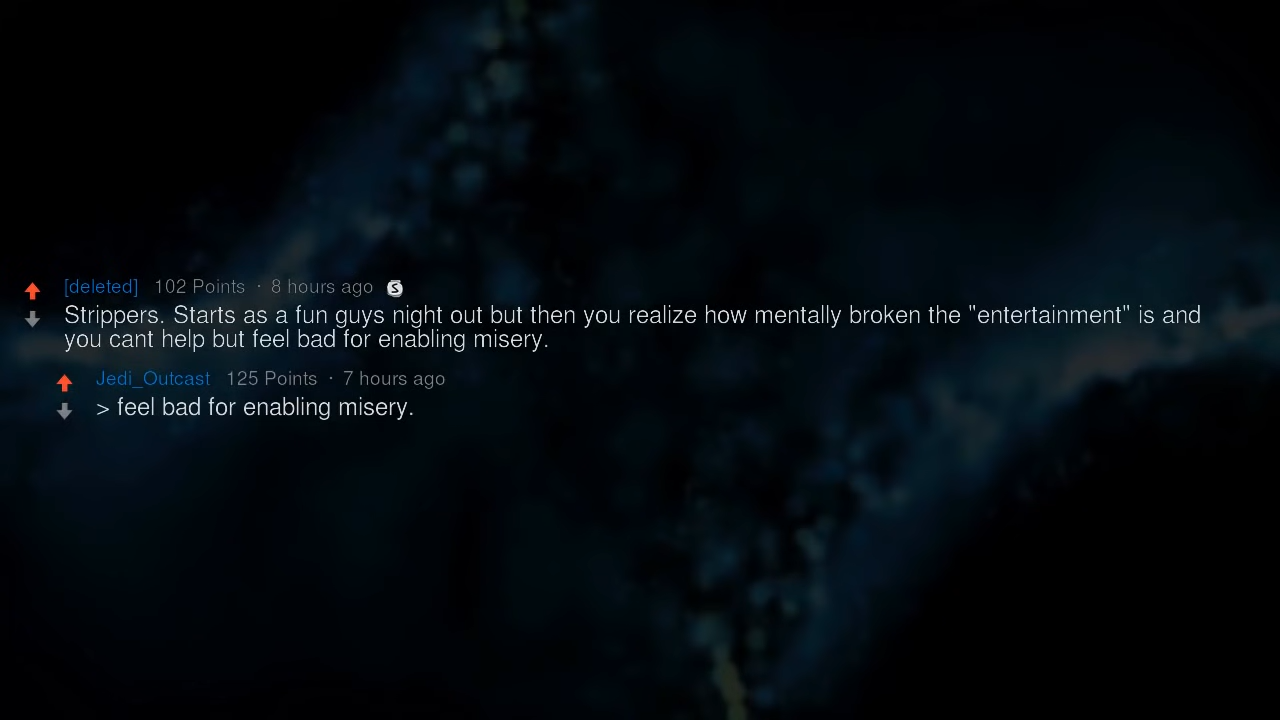 [deleted] 102 Points · 8 hours ago S
Strippers. Starts as a fun guys night out but then you realize how mentally broken the "entertainment" is and
you cant help but feel bad for enabling misery.
Jedi_Outcast 125 Points · 7 hours ago
> feel bad for enabling misery.